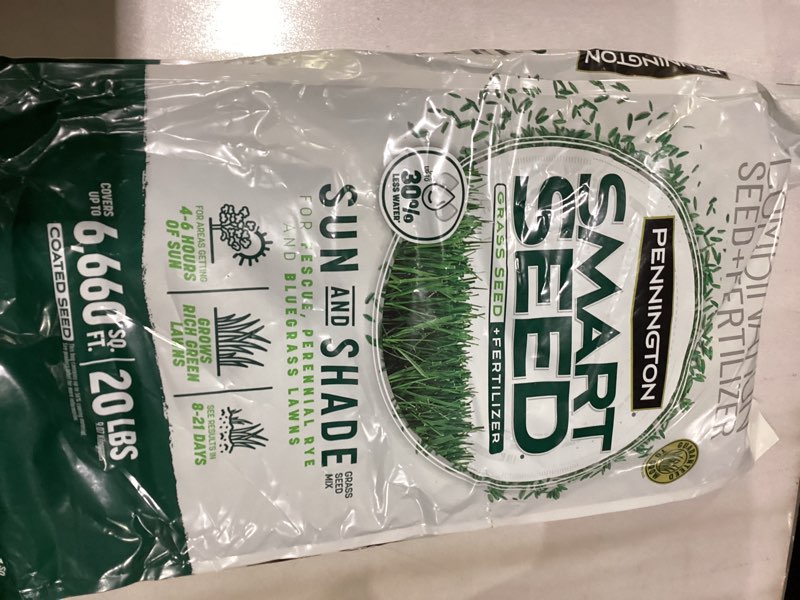 PENNINGTON
SEED+FERTILIZER
PENNINGTON
SMART
SEED
GRASS SEED +FERTILIZER
UP TO
30%
LESS WATER
SUN AND SHADE
GRASS
SEED
MIX
FOR FESCUE, PERENNIAL RYE
AND BLUEGRASS LAWNS
FOR AREAS GETTING
4-6 HOURS
OF SUN
GROWS
RICH GREEN
LAWNS
SEE RESULTS IN
8-21 DAYS
COVERS
UP TO
6,660 SQ.
FT.
20 LBS
COATED SEED